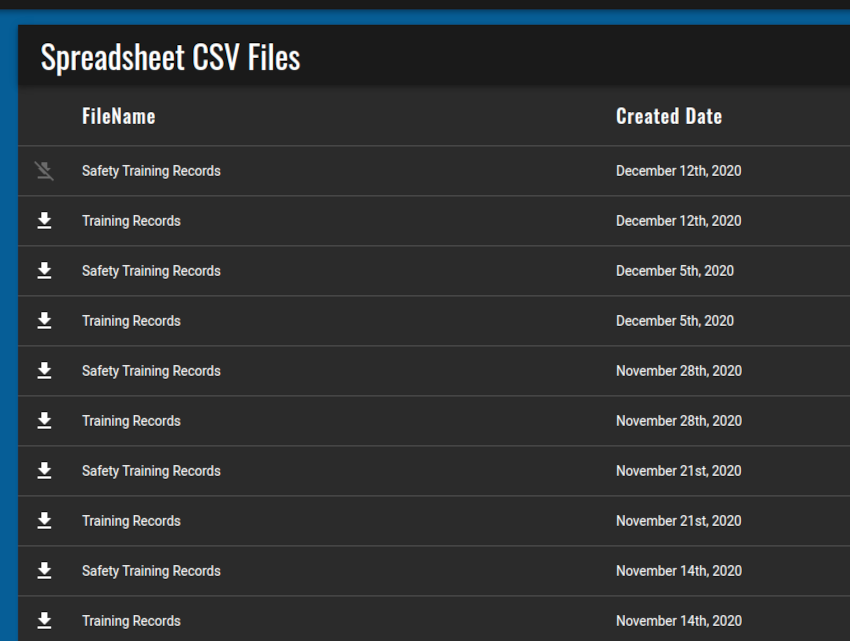 Spreadsheet CSV Files
FileName Created Date
Safety Training Records December 12th, 2020
Training Records December 12th, 2020
Safety Training Records December 5th, 2020
Training Records December 5th, 2020
Safety Training Records November 28th, 2020
Training Records November 28th, 2020
Safety Training Records November 21st, 2020
Training Records November 21st, 2020
Safety Training Records November 14th, 2020
Training Records November 14th, 2020